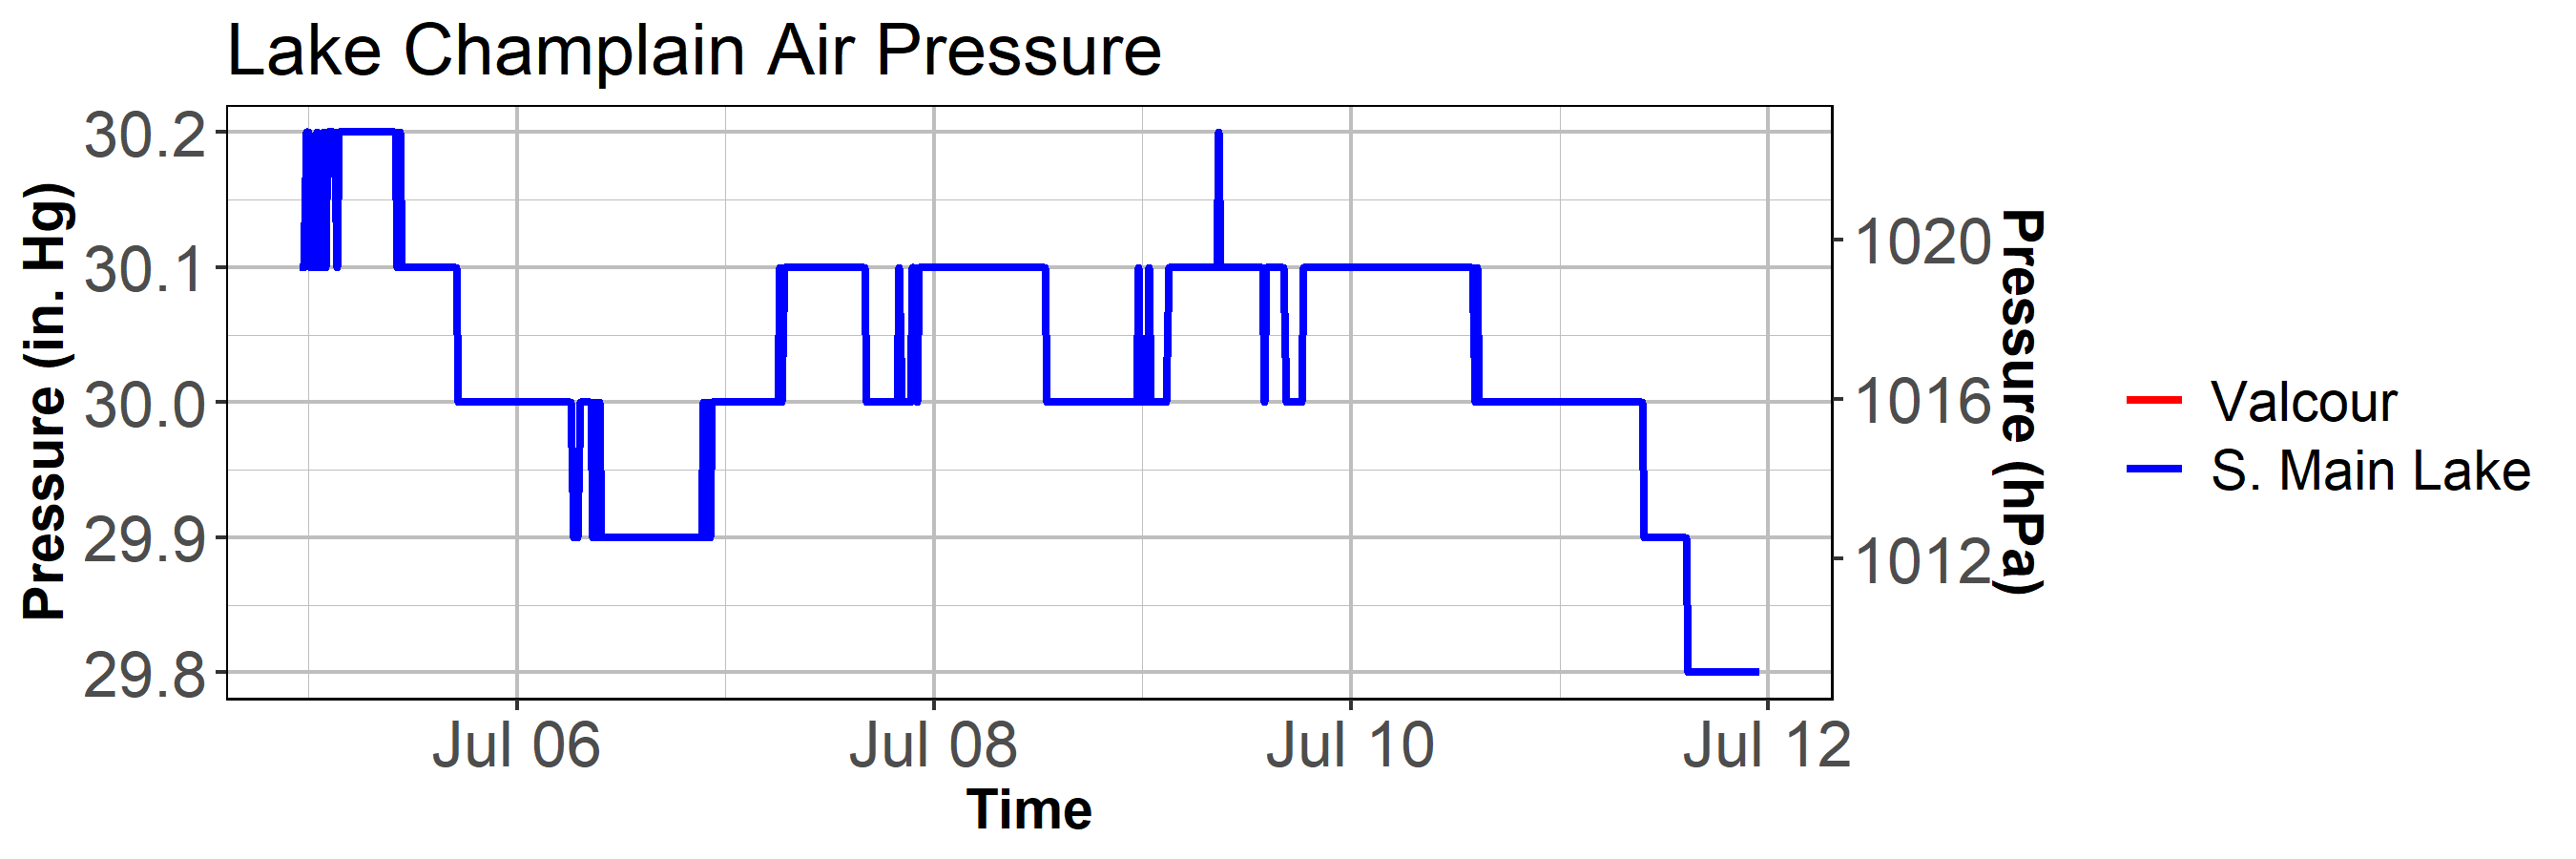 Lake Champlain Air Pressure
Pressure (in. Hg)
30.2
30.1
30.0
29.9
29.8
1020
1016
1012
Pressure (hPa)
Jul 06
Jul 08
Jul 10
Jul 12
Time
Valcour
S. Main Lake